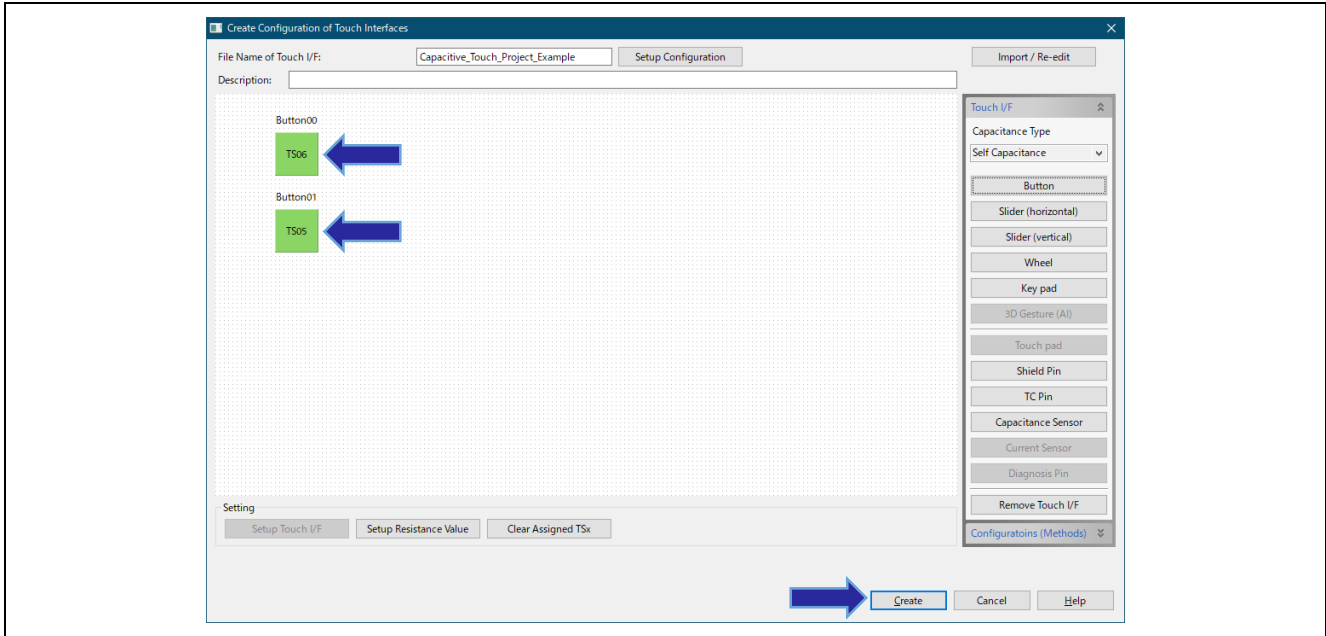 Create Configuration of Touch Interfaces
File Name of Touch I/F: Capacitive_Touch_Project_Example Setup Configuration Import / Re-edit
Description:
Touch I/F
Capacitance Type
Self Capacitance
Button
Slider (horizontal)
Slider (vertical)
Wheel
Key pad
3D Gesture (AI)
Touch pad
Shield Pin
TC Pin
Capacitance Sensor
Current Sensor
Diagnosis Pin
Remove Touch I/F
Configuratoins (Methods)
Button00
TS06
Button01
TS05
Setting
Setup Touch I/F Setup Resistance Value Clear Assigned TSx
Create Cancel Help